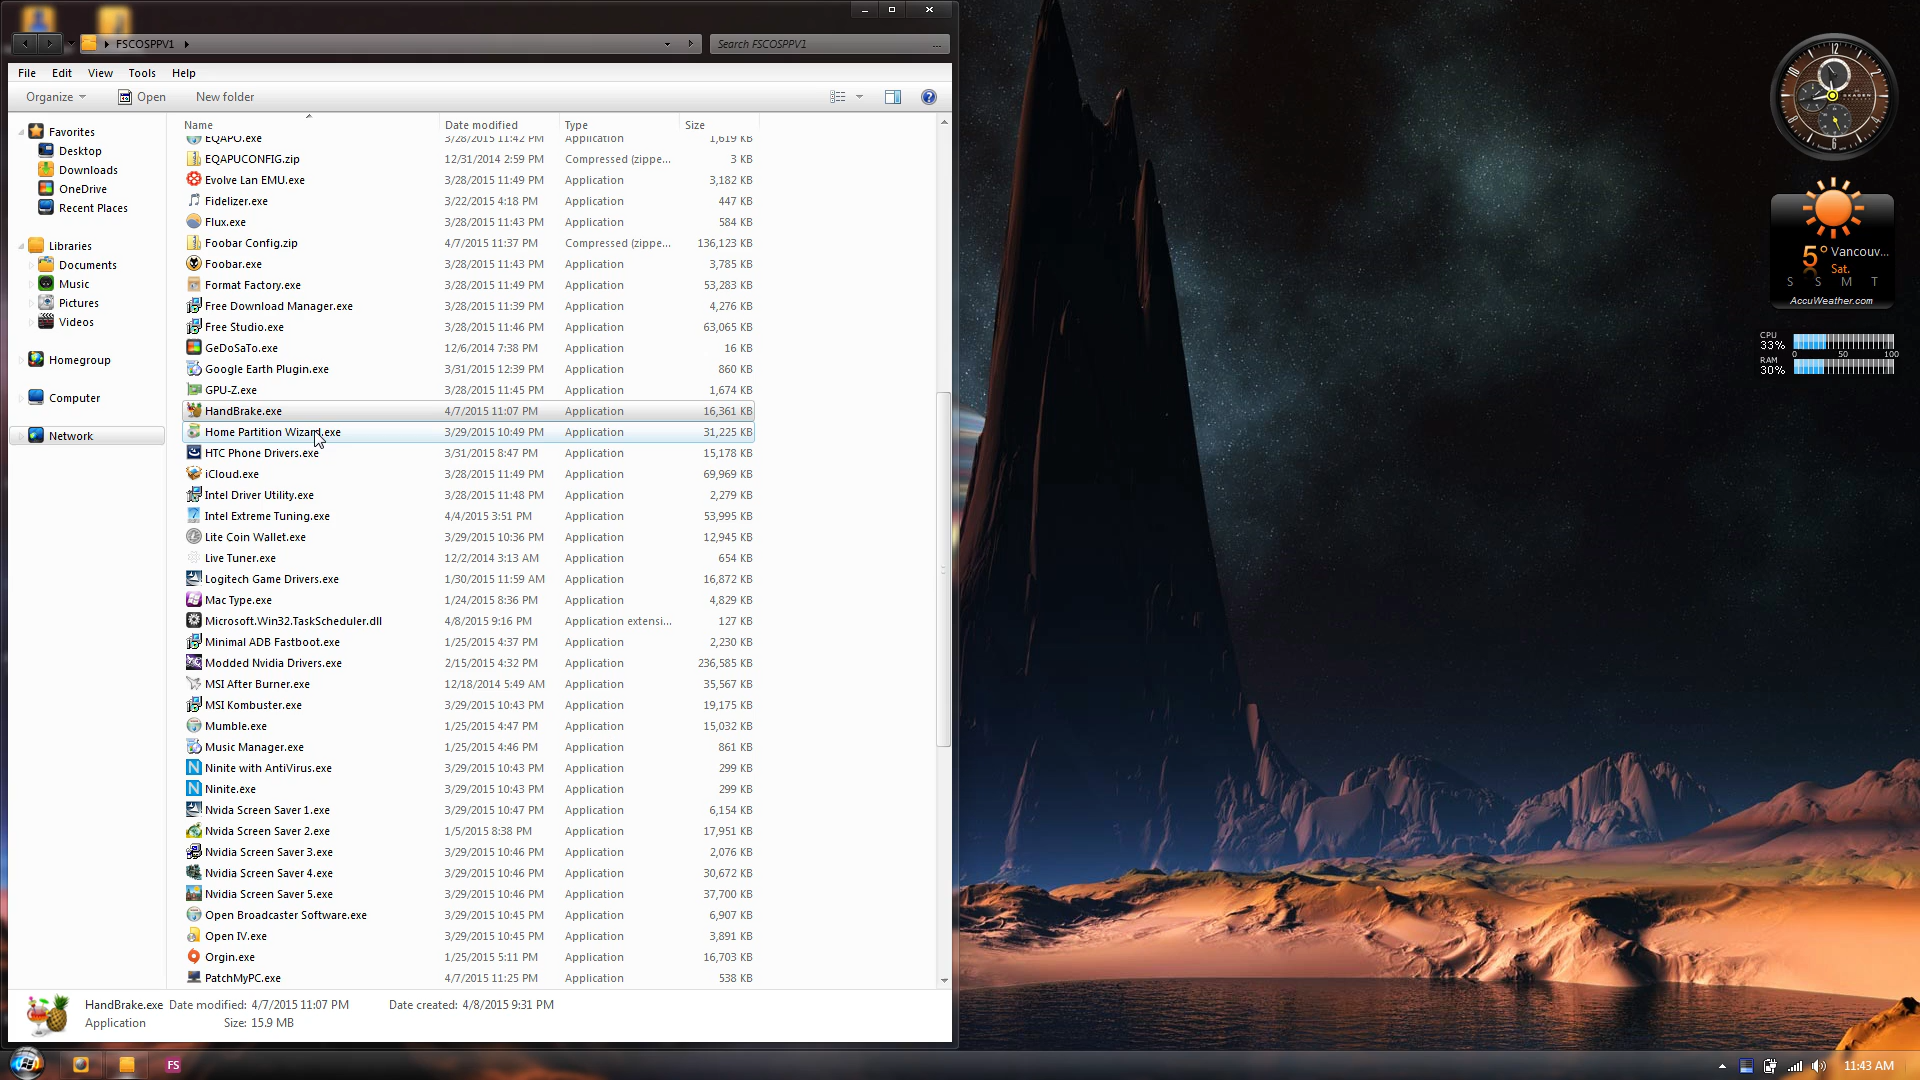 FSCOSPPV1
Search FSCOSPPV1
...
File Edit View Tools Help
Organize Open New folder
Name Date modified Type Size
Favorites
Desktop
Downloads
OneDrive
Recent Places
Libraries
Documents
Music
Pictures
Videos
Homegroup
Computer
Network
EQAPO.exe 3/28/2015 11:42 PM Application 1,619 KB
EQAPUCONFIG.zip 12/31/2014 2:59 PM Compressed (zippe... 3 KB
Evolve Lan EMU.exe 3/28/2015 11:49 PM Application 3,182 KB
Fidelizer.exe 3/22/2015 4:18 PM Application 447 KB
Flux.exe 3/28/2015 11:43 PM Application 584 KB
Foobar Config.zip 4/7/2015 11:37 PM Compressed (zippe... 136,123 KB
Foobar.exe 3/28/2015 11:43 PM Application 3,785 KB
Format Factory.exe 3/28/2015 11:49 PM Application 53,283 KB
Free Download Manager.exe 3/28/2015 11:39 PM Application 4,276 KB
Free Studio.exe 3/28/2015 11:46 PM Application 63,065 KB
GeDoSaTo.exe 12/6/2014 7:38 PM Application 16 KB
Google Earth Plugin.exe 3/31/2015 12:39 PM Application 860 KB
GPU-Z.exe 3/28/2015 11:45 PM Application 1,674 KB
HandBrake.exe 4/7/2015 11:07 PM Application 16,361 KB
Home Partition Wizard.exe 3/29/2015 10:49 PM Application 31,225 KB
HTC Phone Drivers.exe 3/31/2015 8:47 PM Application 15,178 KB
iCloud.exe 3/28/2015 11:49 PM Application 69,969 KB
Intel Driver Utility.exe 3/28/2015 11:48 PM Application 2,279 KB
Intel Extreme Tuning.exe 4/4/2015 3:51 PM Application 53,995 KB
Lite Coin Wallet.exe 3/29/2015 10:36 PM Application 12,945 KB
Live Tuner.exe 12/2/2014 3:13 AM Application 654 KB
Logitech Game Drivers.exe 1/30/2015 11:59 AM Application 16,872 KB
Mac Type.exe 1/24/2015 8:36 PM Application 4,829 KB
Microsoft.Win32.TaskScheduler.dll 4/8/2015 9:16 PM Application extensi... 127 KB
Minimal ADB Fastboot.exe 1/25/2015 4:37 PM Application 2,230 KB
Modded Nvidia Drivers.exe 2/15/2015 4:32 PM Application 236,585 KB
MSI After Burner.exe 12/18/2014 5:49 AM Application 35,567 KB
MSI Kombuster.exe 3/29/2015 10:43 PM Application 19,175 KB
Mumble.exe 1/25/2015 4:47 PM Application 15,032 KB
Music Manager.exe 1/25/2015 4:46 PM Application 861 KB
Ninite with AntiVirus.exe 3/29/2015 10:43 PM Application 299 KB
Ninite.exe 3/29/2015 10:43 PM Application 299 KB
Nvida Screen Saver 1.exe 3/29/2015 10:47 PM Application 6,154 KB
Nvida Screen Saver 2.exe 1/5/2015 8:38 PM Application 17,951 KB
Nvidia Screen Saver 3.exe 3/29/2015 10:46 PM Application 2,076 KB
Nvidia Screen Saver 4.exe 3/29/2015 10:46 PM Application 30,672 KB
Nvidia Screen Saver 5.exe 3/29/2015 10:46 PM Application 37,700 KB
Open Broadcaster Software.exe 3/29/2015 10:45 PM Application 6,907 KB
Open IV.exe 3/29/2015 10:45 PM Application 3,891 KB
Orgin.exe 1/25/2015 5:11 PM Application 16,703 KB
PatchMyPC.exe 4/7/2015 11:25 PM Application 538 KB
HandBrake.exe Date modified: 4/7/2015 11:07 PM Date created: 4/8/2015 9:31 PM
Application Size: 15.9 MB
FS
12
SKAGEN
6
5° Vancouv...
Sat.
S S M T
AccuWeather.com
CPU
33%
0 50 100
RAM
30%
11:43 AM